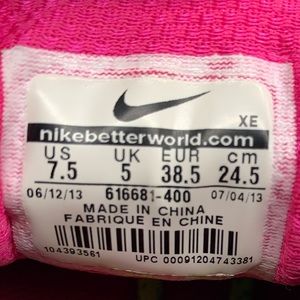 XE
nikebetterworld.com
US UK EUR cm
7.5 5 38.5 24.5
06/12/13 616681-400 07/04/13
MADE IN CHINA
FABRIQUE EN CHINE
104393561
UPC 00091204743381